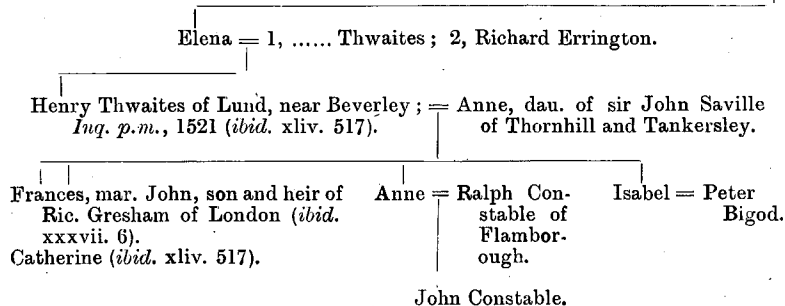 Elena = 1, ...... Thwaites; 2, Richard Errington.
Henry Thwaites of Lund, near Beverley; = Anne, dau. of sir John Saville
Inq. p.m., 1521 (ibid. xliv. 517). of Thornhill and Tankersley.
Frances, mar. John, son and heir of
Ric. Gresham of London (ibid.
xxxvii. 6).
Catherine (ibid. xliv. 517).
Anne = Ralph Con-
stable of
Flambor-
ough.
Isabel = Peter
Bigod.
John Constable.